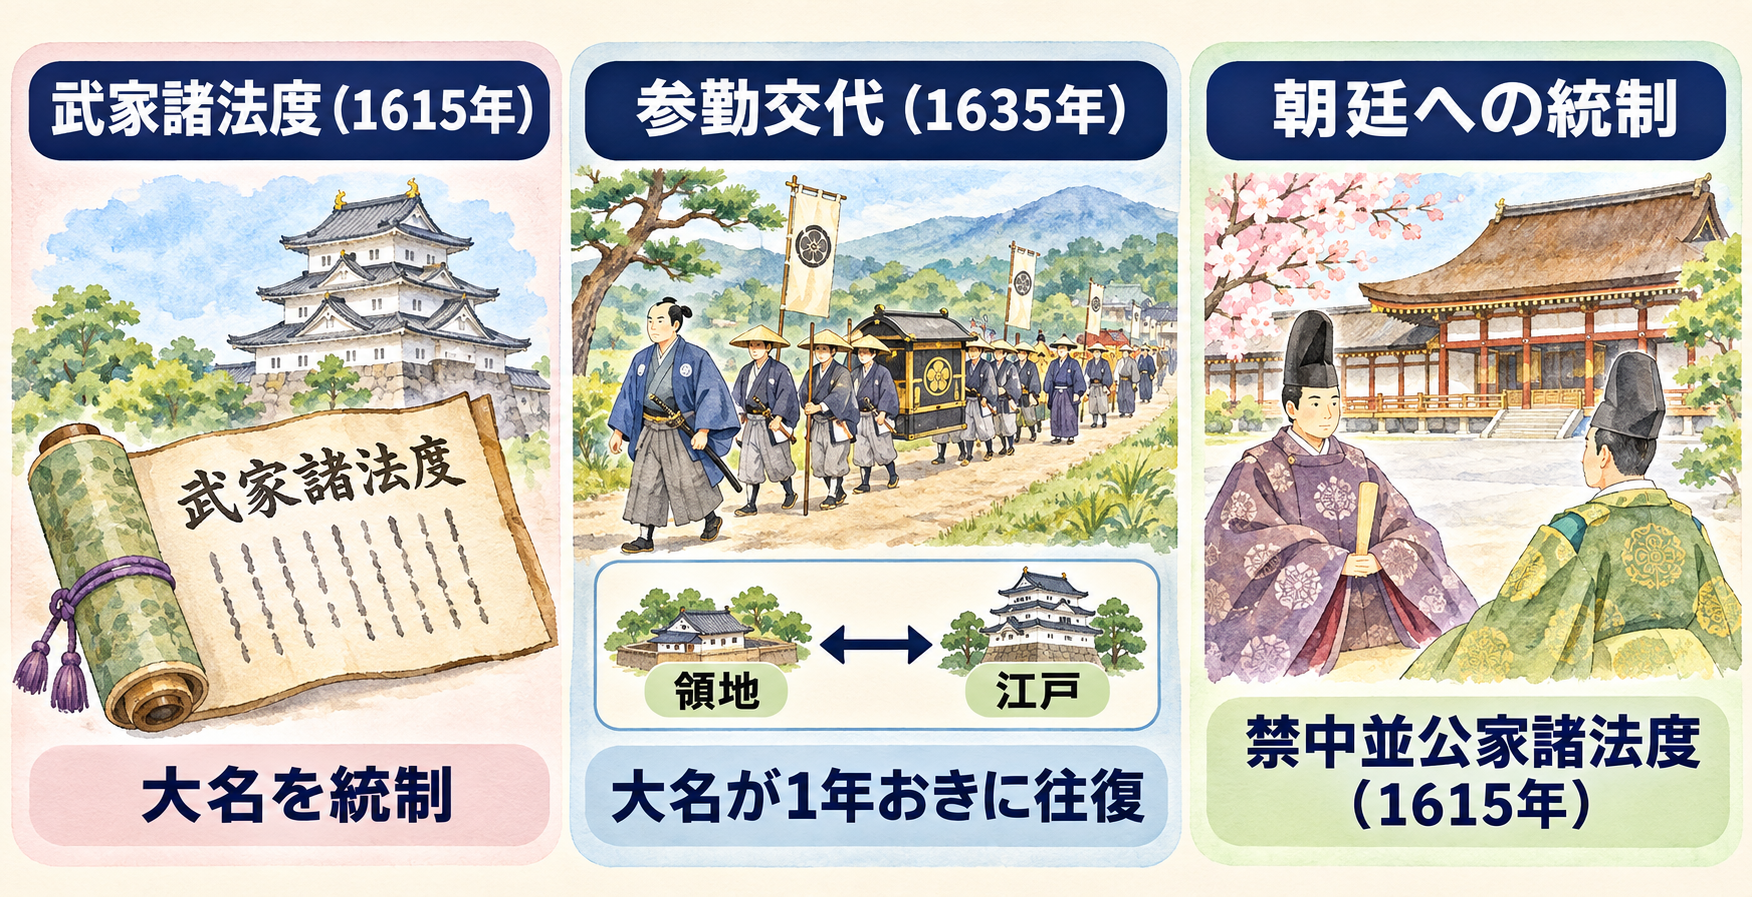 武家諸法度(1615年)
武家諸法度
大名を統制
参勤交代(1635年)
領地
江戸
大名が1年おきに往復
朝廷への統制
禁中並公家諸法度
(1615年)